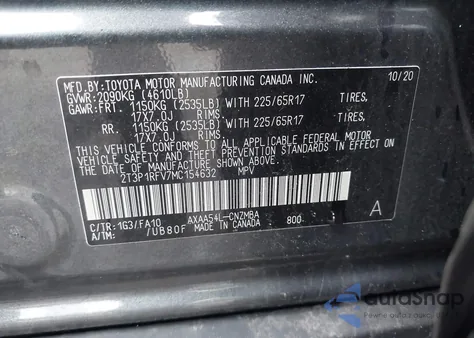 MFD.BY: TOYOTA MOTOR MANUFACTURING CANADA INC. 10/20
GVWR: 2090KG (4610LB)
GAWR: FRT. 1150KG (2535LB) WITH 225/65R17 TIRES,
17X7.0J RIMS.
RR. 1150KG (2535LB) WITH 225/65R17 TIRES,
17X7.0J RIMS.
THIS VEHICLE CONFORMS TO ALL APPLICABLE FEDERAL MOTOR
VEHICLE SAFETY, BUMPER, AND THEFT PREVENTION STANDARDS IN
EFFECT ON THE DATE OF MANUFACTURE SHOWN ABOVE.
2T3P1RFV7MC154632 MPV
C/TR: 1G3/FA10 AXAA54L-CNZMBA 800 A
A/TM: /UB80F MADE IN CANADA
AutoSnap